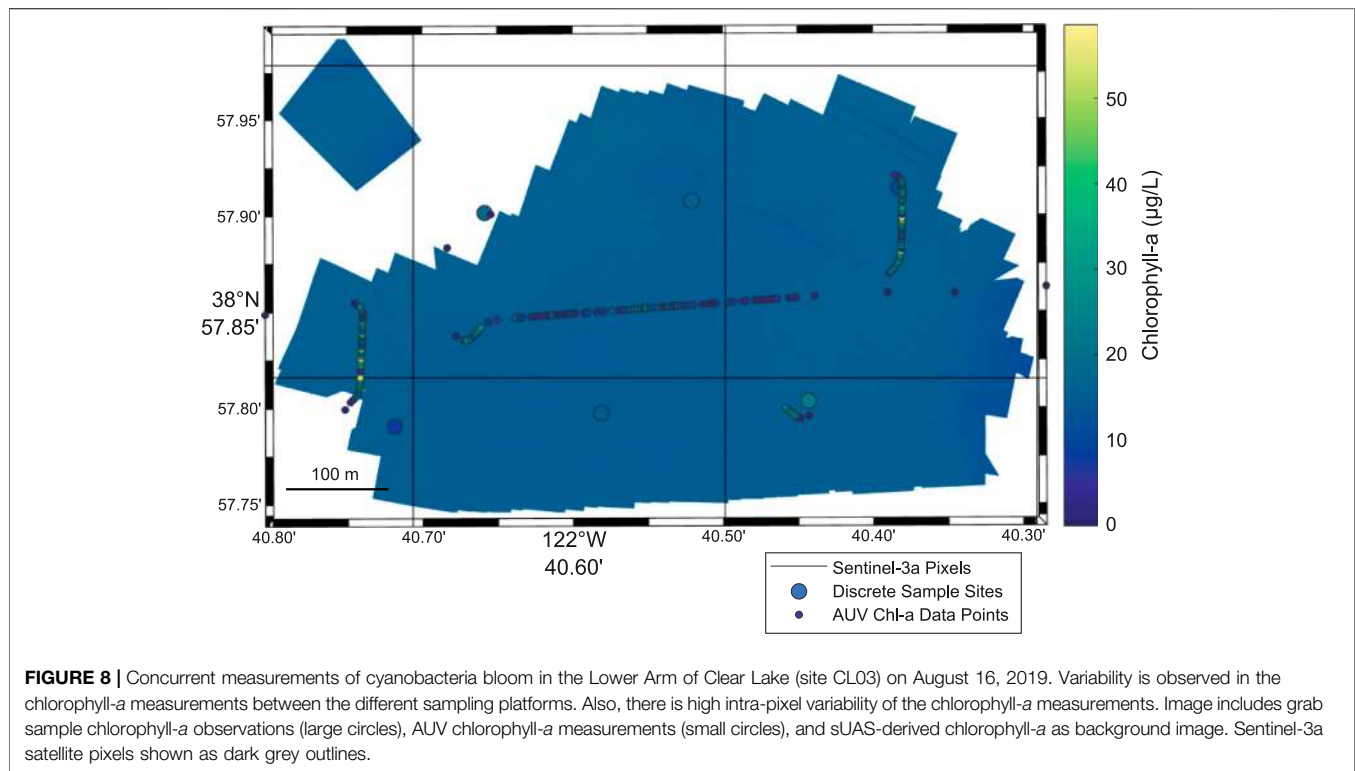 57.95'
57.90'
38°N
57.85'
57.80'
57.75'
100 m
40.80'
40.70'
122°W
40.60'
40.50'
40.40'
40.30'
50
40
30
20
10
0
Chlorophyll-a (µg/L)
Sentinel-3a Pixels
Discrete Sample Sites
AUV Chl-a Data Points
FIGURE 8 | Concurrent measurements of cyanobacteria bloom in the Lower Arm of Clear Lake (site CL03) on August 16, 2019. Variability is observed in the
chlorophyll-a measurements between the different sampling platforms. Also, there is high intra-pixel variability of the chlorophyll-a measurements. Image includes grab
sample chlorophyll-a observations (large circles), AUV chlorophyll-a measurements (small circles), and sUAS-derived chlorophyll-a as background image. Sentinel-3a
satellite pixels shown as dark grey outlines.